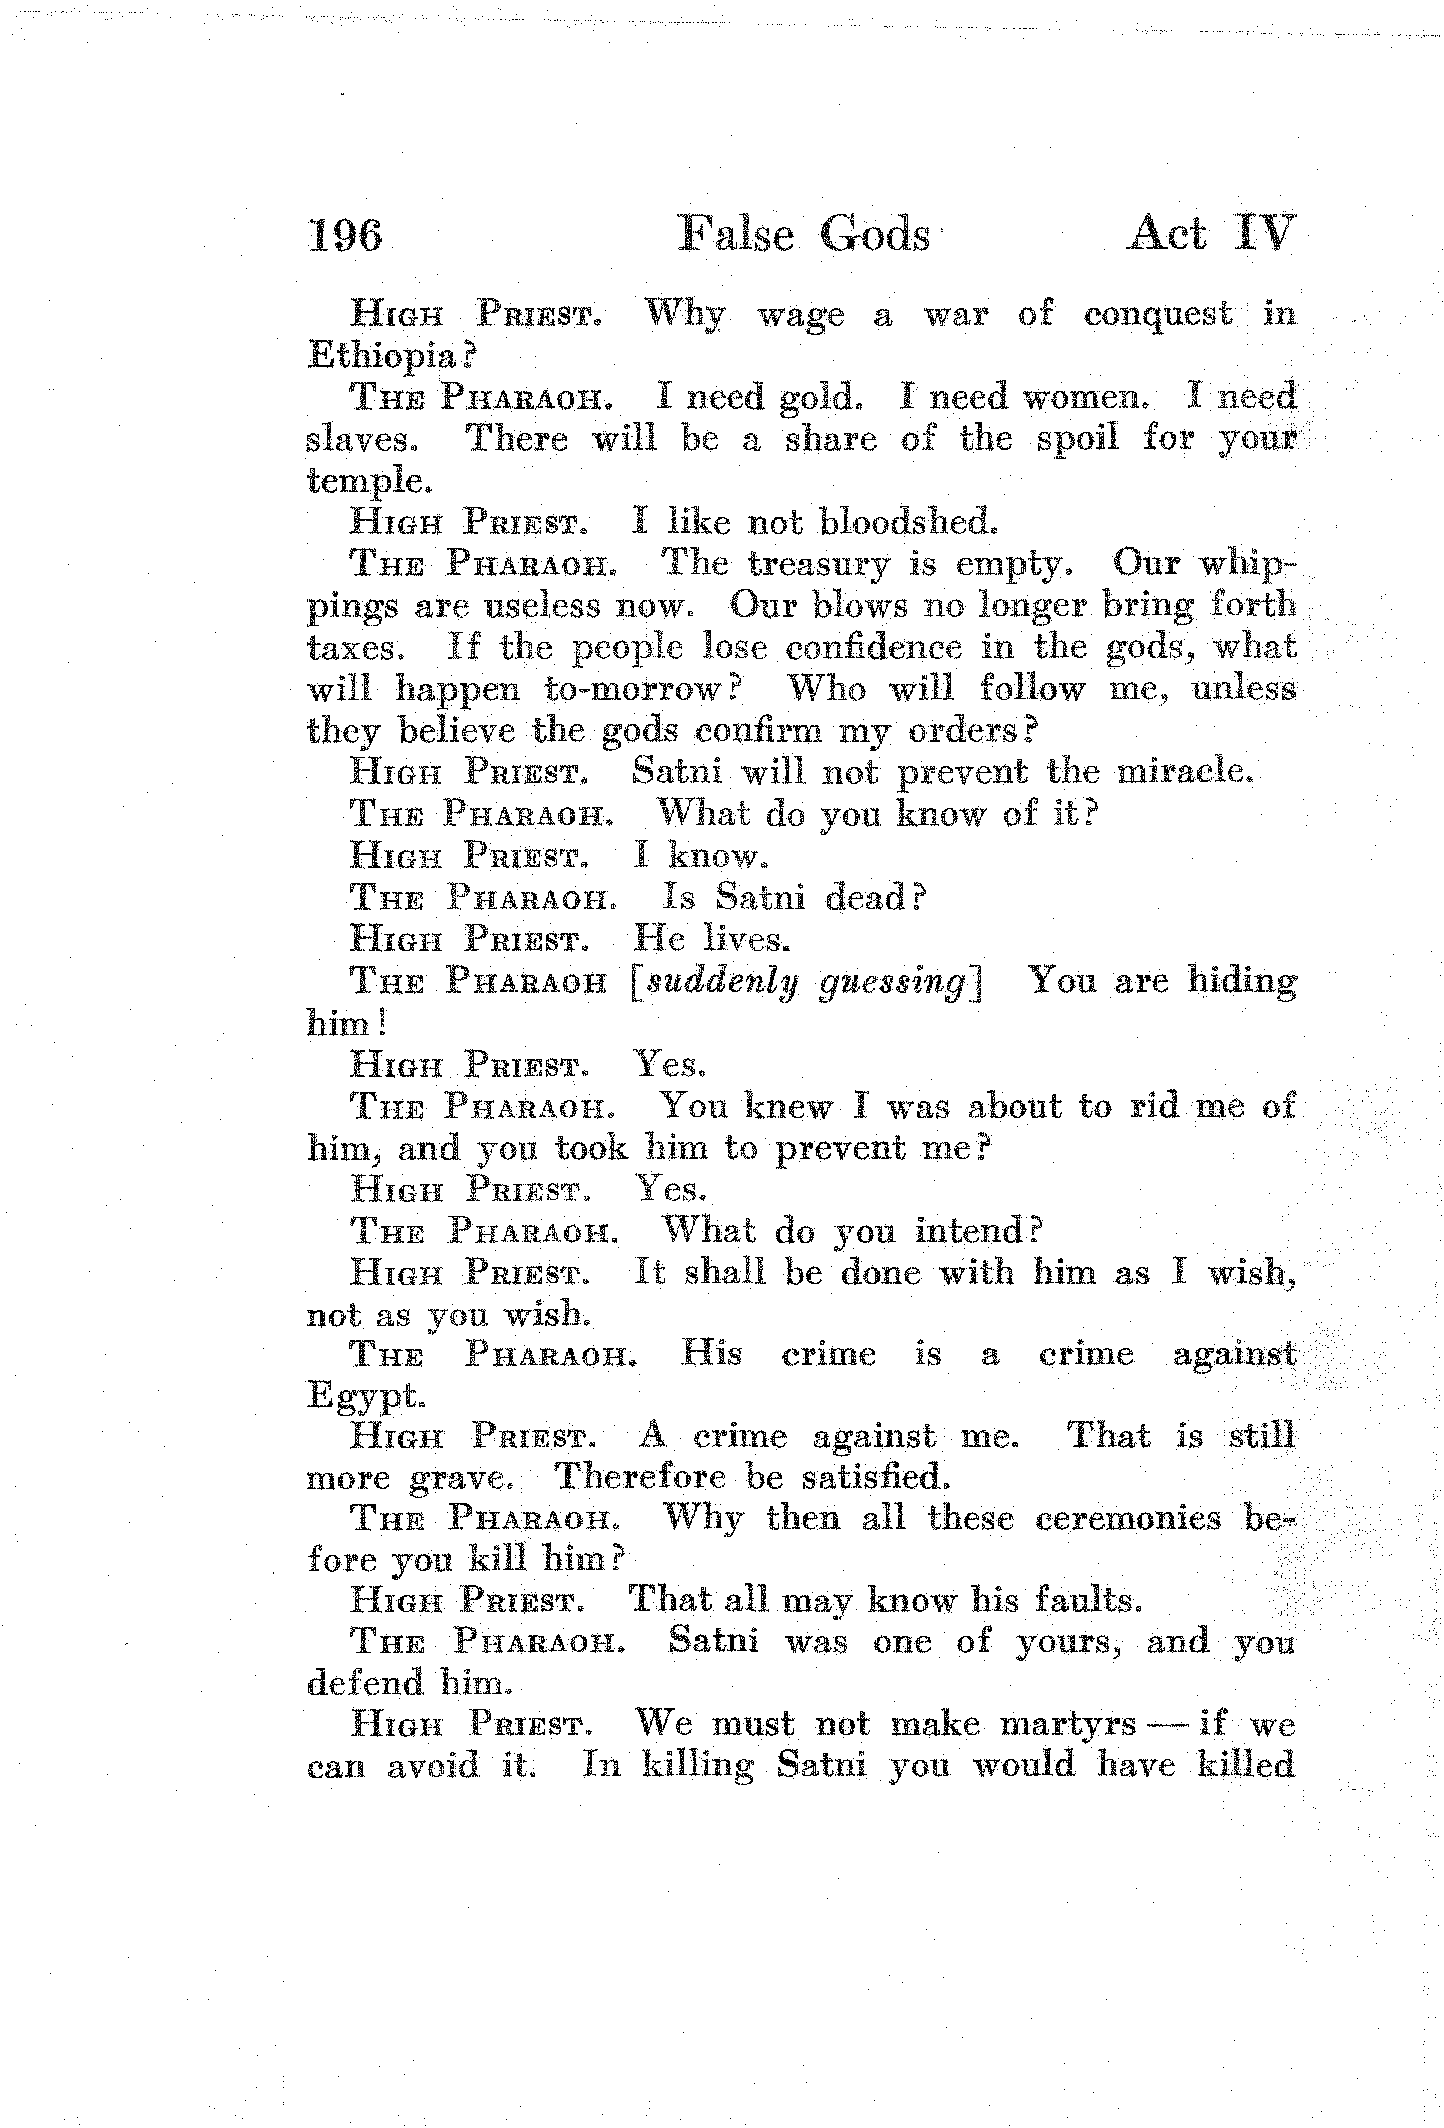 196 False Gods Act IV
High Priest. Why wage a war of conquest in
Ethiopia?
The Pharaoh. I need gold. I need women. I need
slaves. There will be a share of the spoil for your
temple.
High Priest. I like not bloodshed.
The Pharaoh. The treasury is empty. Our whip-
pings are useless now. Our blows no longer bring forth
taxes. If the people lose confidence in the gods, what
will happen to-morrow? Who will follow me, unless
they believe the gods confirm my orders?
High Priest. Satni will not prevent the miracle.
The Pharaoh. What do you know of it?
High Priest. I know.
The Pharaoh. Is Satni dead?
High Priest. He lives.
The Pharaoh [suddenly guessing] You are hiding
him!
High Priest. Yes.
The Pharaoh. You knew I was about to rid me of
him, and you took him to prevent me?
High Priest. Yes.
The Pharaoh. What do you intend?
High Priest. It shall be done with him as I wish,
not as you wish.
The Pharaoh. His crime is a crime against
Egypt.
High Priest. A crime against me. That is still
more grave. Therefore be satisfied.
The Pharaoh. Why then all these ceremonies be-
fore you kill him?
High Priest. That all may know his faults.
The Pharaoh. Satni was one of yours, and you
defend him.
High Priest. We must not make martyrs — if we
can avoid it. In killing Satni you would have killed